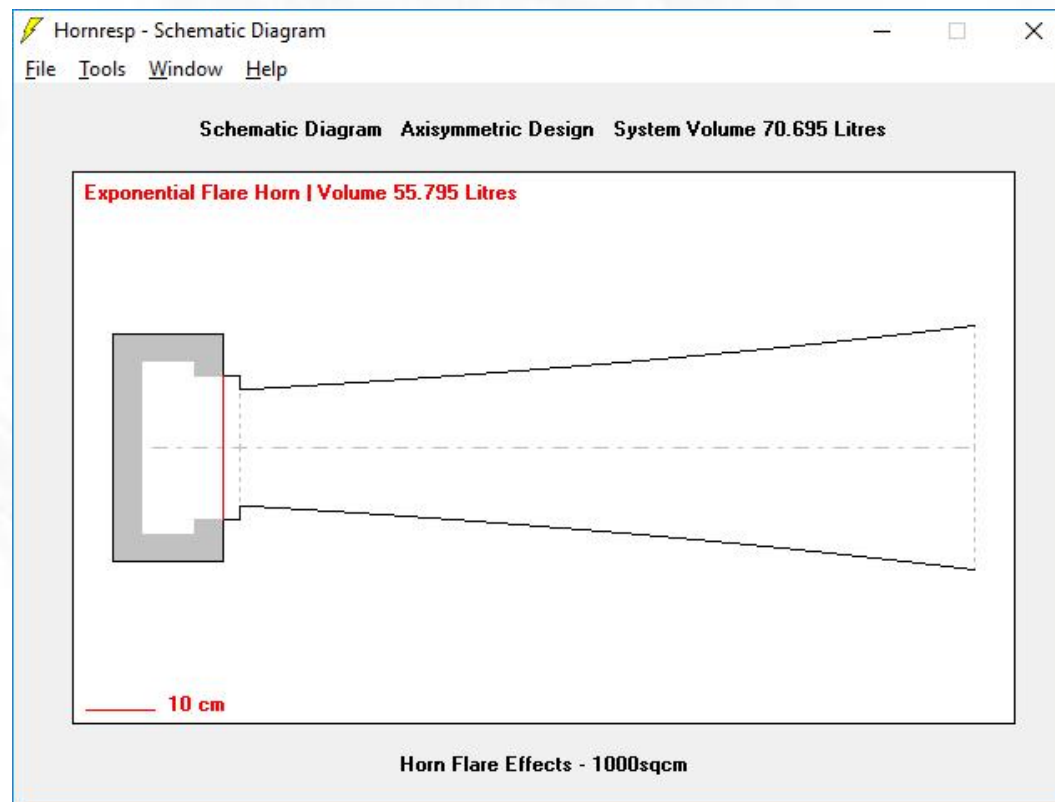 Hornresp - Schematic Diagram
File Tools Window Help
Schematic Diagram Axisymmetric Design System Volume 70.695 Litres
Exponential Flare Horn | Volume 55.795 Litres
10 cm
Horn Flare Effects - 1000sqcm